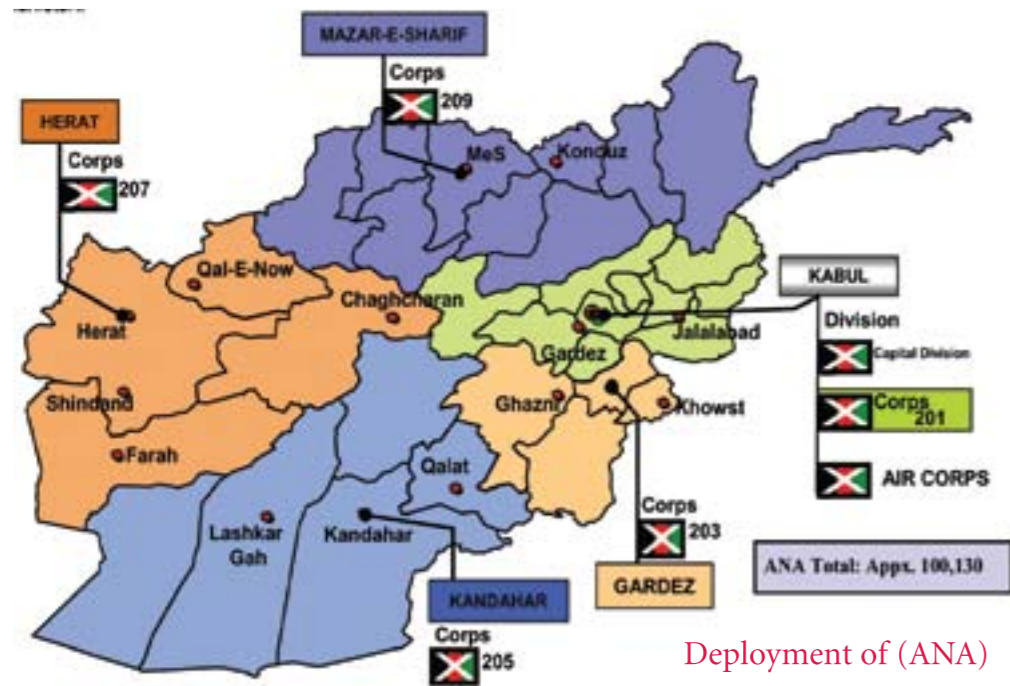 MAZAR-E-SHARIF
Corps
209
HERAT
Corps
207
MeS
Konduz
Qal-E-Now
KABUL
Chaghcharan
Herat
Jalalabad
Division
Gardez
Capital Division
Shindand
Ghazni
Khowst
Corps
201
Farah
Qalat
AIR CORPS
Corps
203
Lashkar
Gah
Kandahar
ANA Total: Appx. 100,130
KANDAHAR
GARDEZ
Corps
205
Deployment of (ANA)